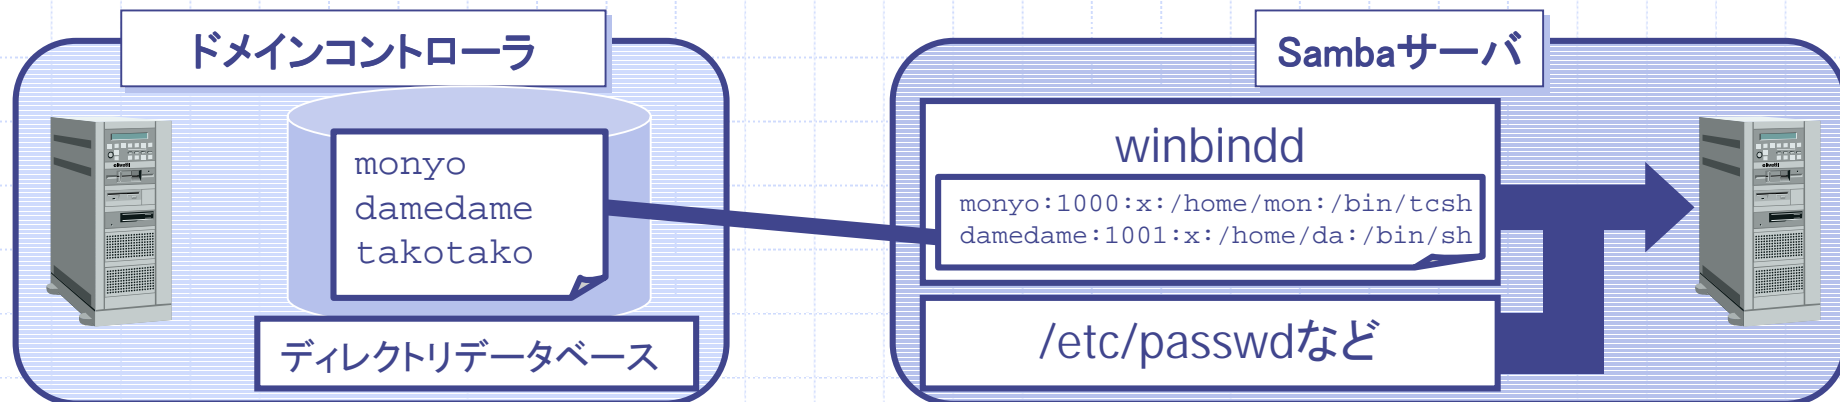 ドメインコントローラ
monyo
damedame
takotako
ディレクトリデータベース
Sambaサーバ
winbindd
monyo:1000:x:/home/mon:/bin/tcsh
damedame:1001:x:/home/da:/bin/sh
/etc/passwdなど